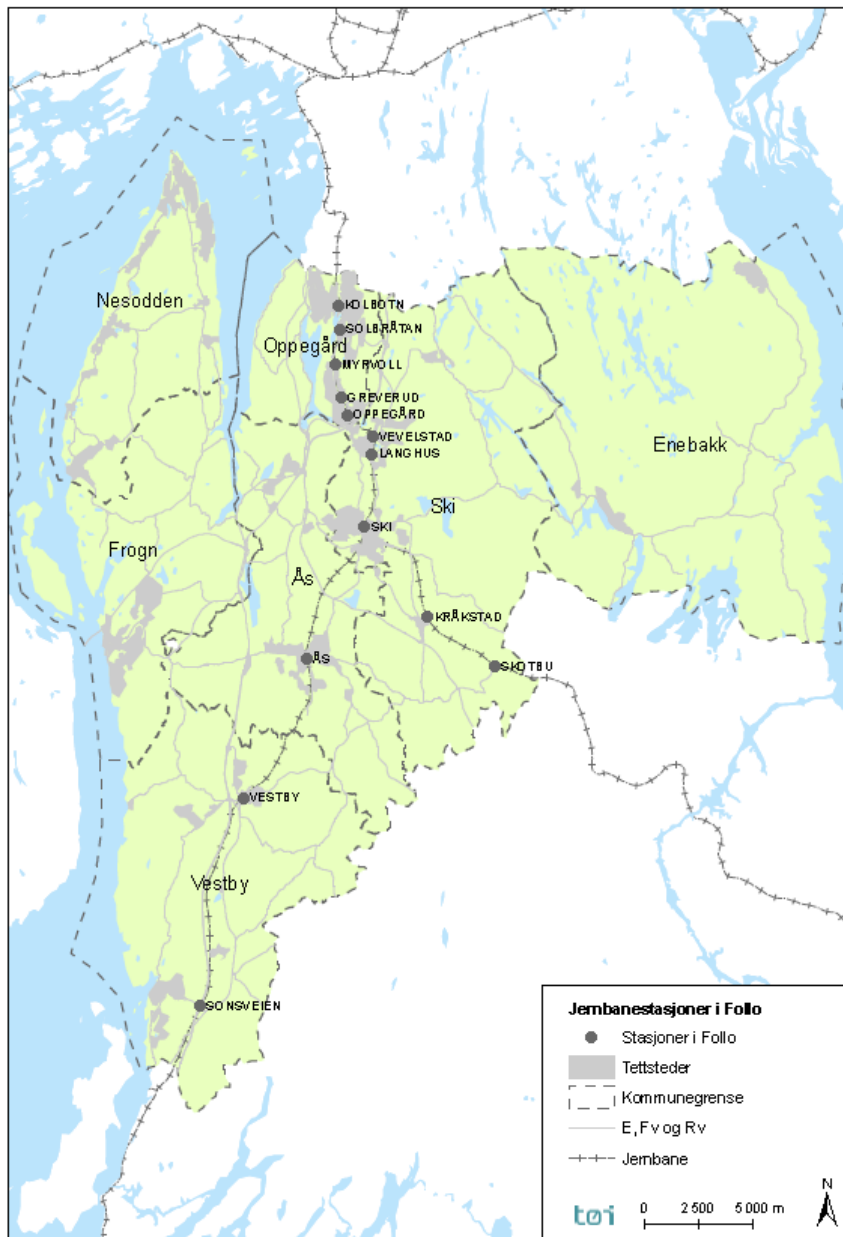 Nesodden
KOLBOTN
SOLBRÅTAN
Oppegård
MYRVOLL
GREVERUD
OPPEGÅRD
VEVELSTAD
LANGHUS
Enebakk
Ski
SKI
Frogn
Ås
KRÅKSTAD
ÅS
SKOTBU
VESTBY
Vestby
SONSVEIEN
Jernbanestasjoner i Follo
Stasjoner i Follo
Tettsteder
Kommunegrense
E, Fv og Rv
Jernbane
N
tøi
0 2 500 5 000 m